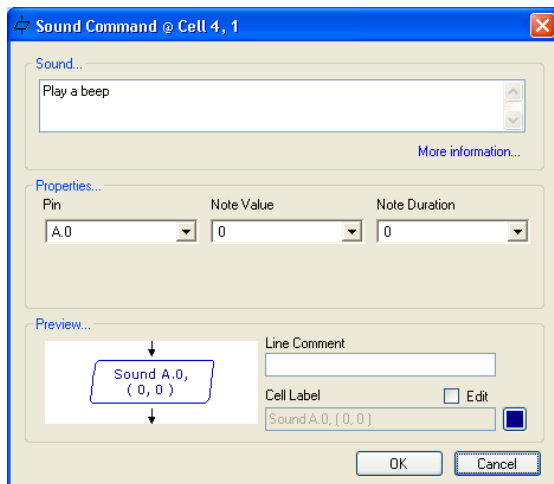 Sound Command @ Cell 4, 1
Sound...
Play a beep
More information...
Properties...
Pin Note Value Note Duration
A.0 0 0
Preview...
Sound A.0,
( 0, 0 )
Line Comment
Cell Label Edit
Sound A.0, ( 0, 0 )
OK Cancel